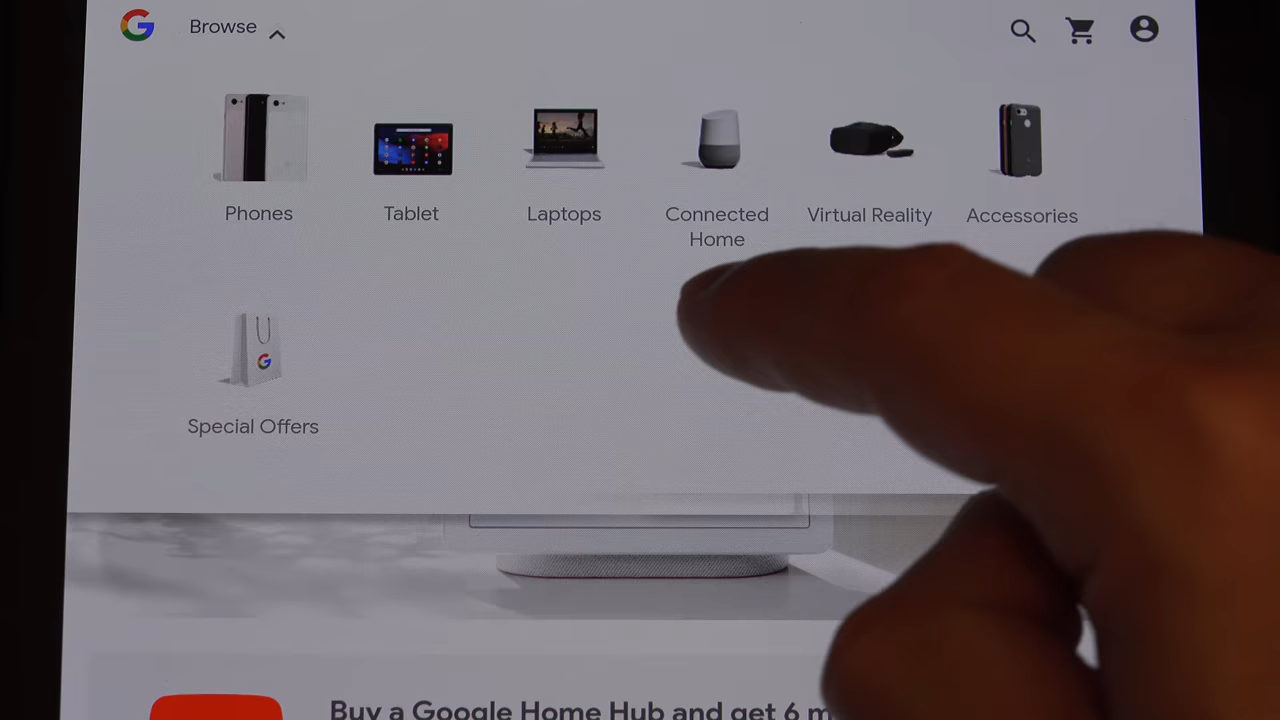 Browse
Phones
Tablet
Laptops
Connected
Home
Virtual Reality
Accessories
Special Offers
Buy a Google Home Hub and get 6